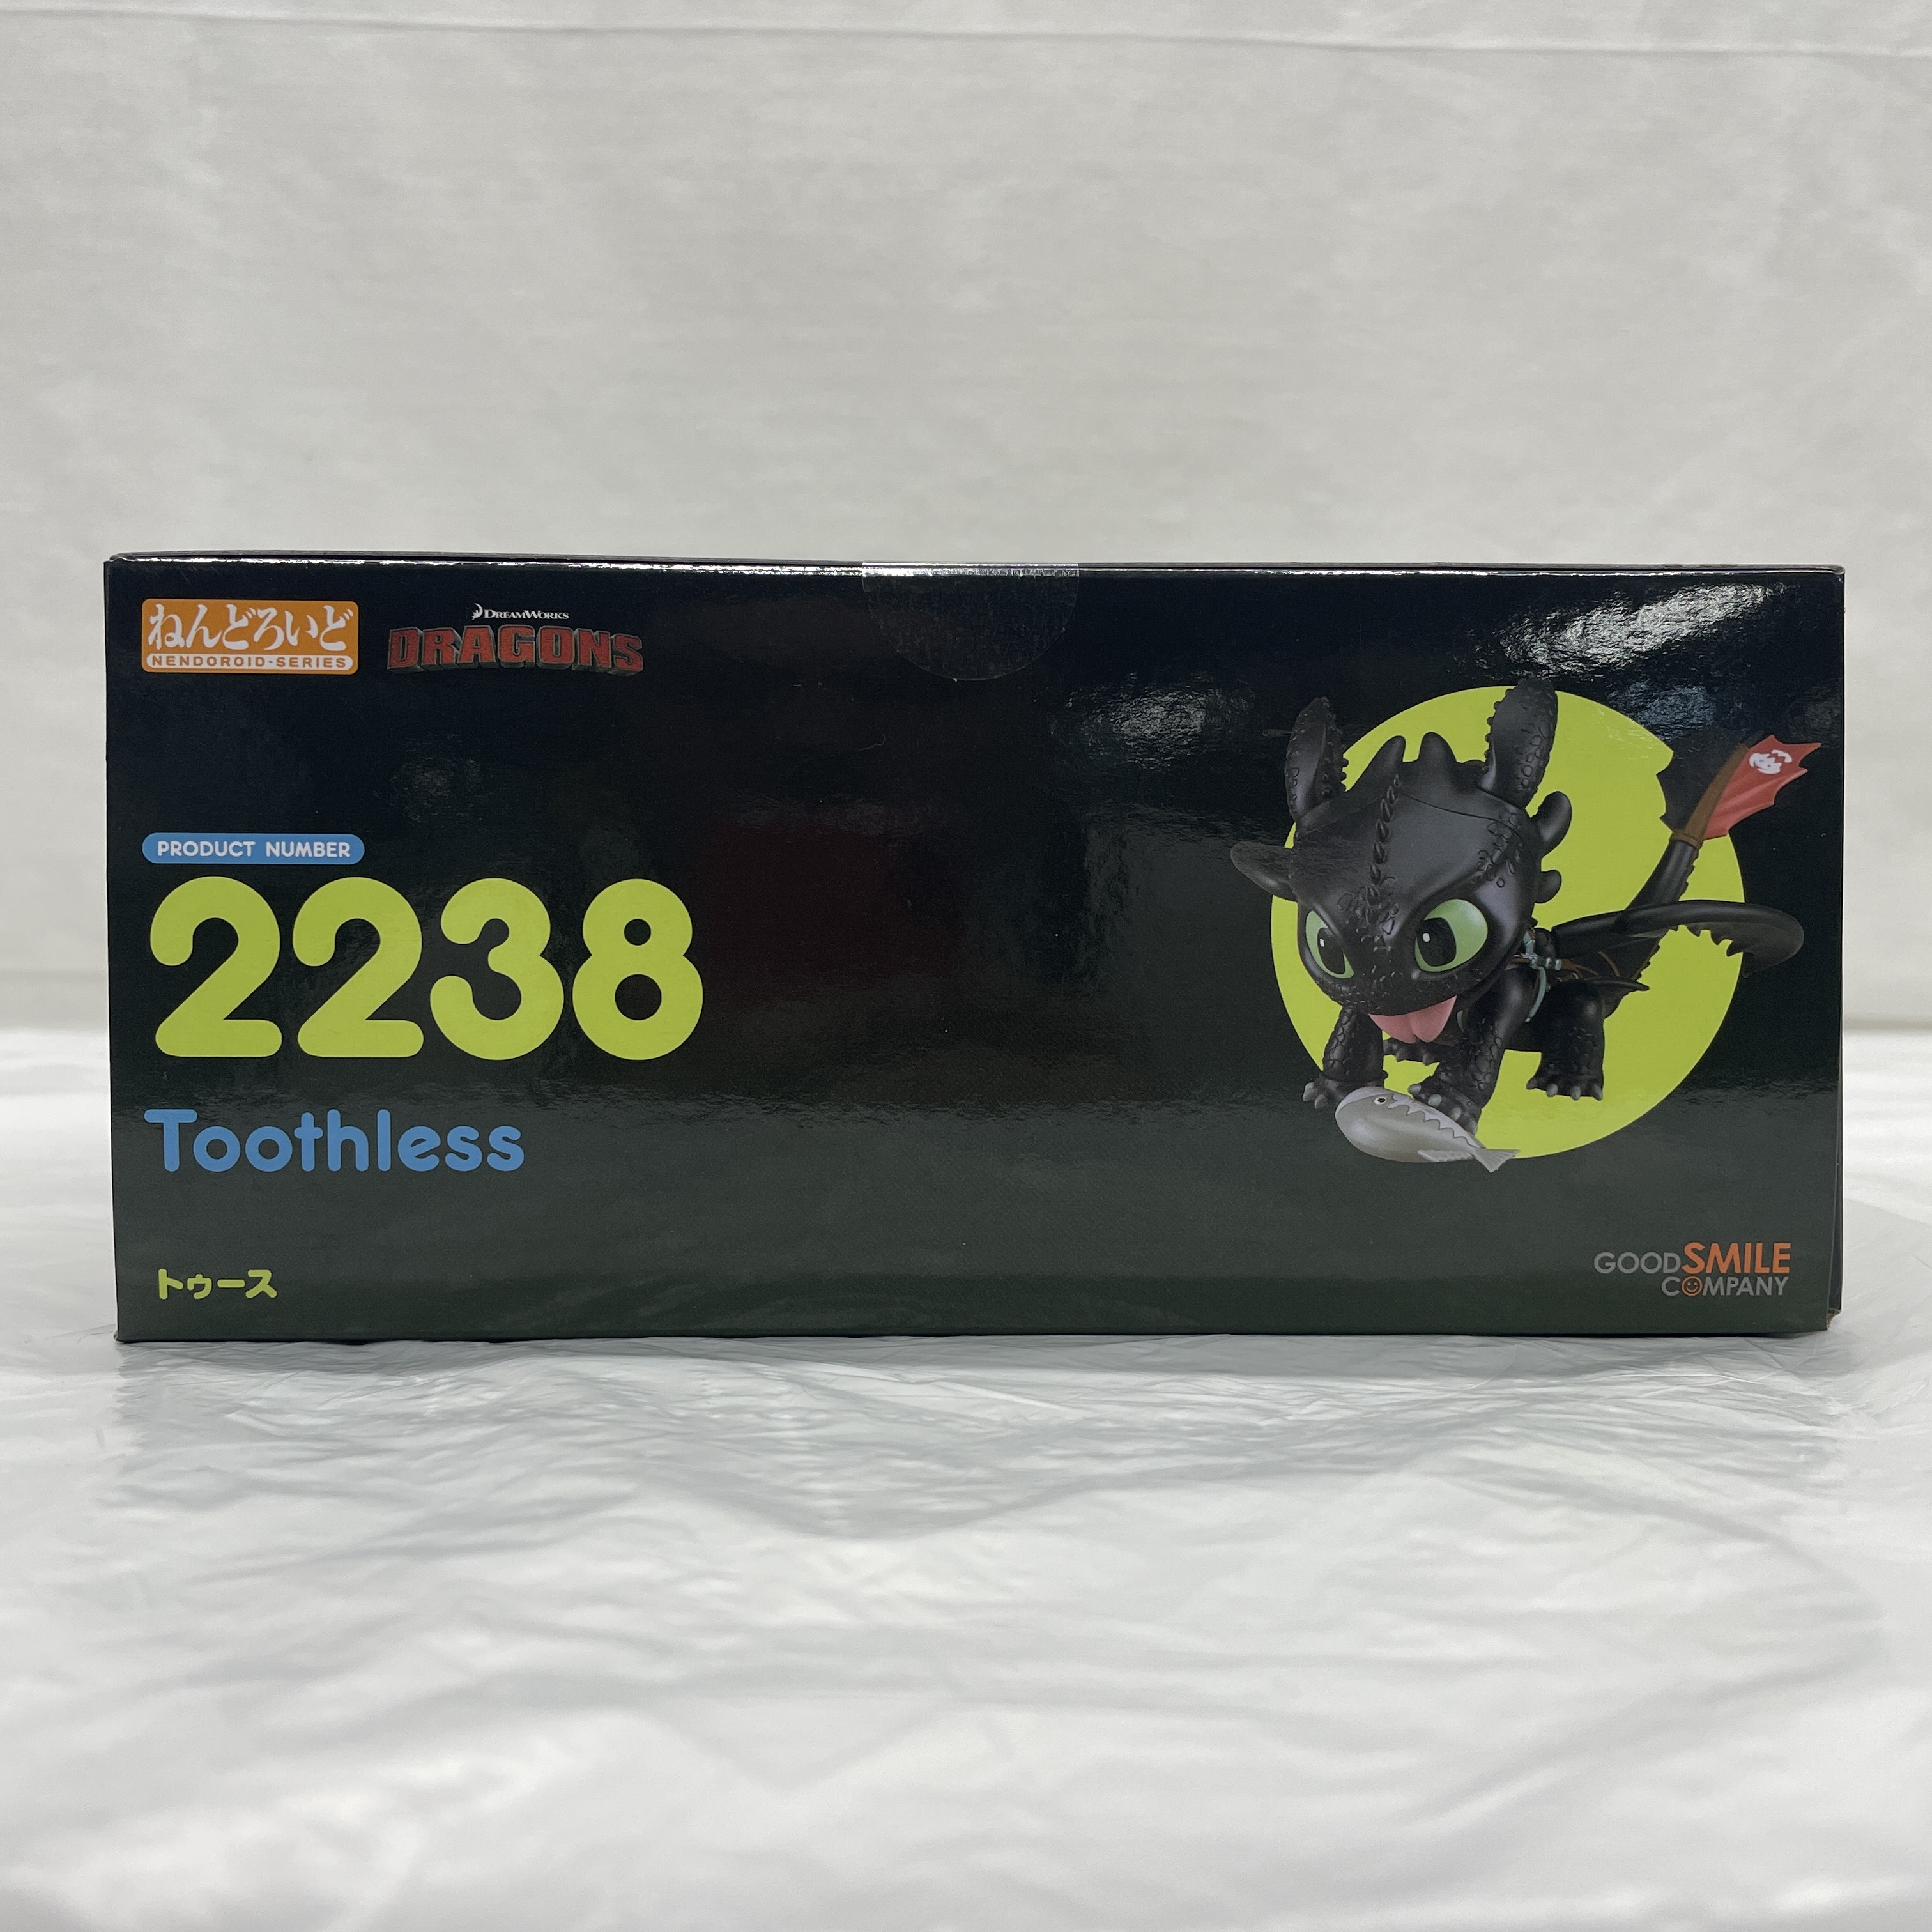 ねんどろいど
NENDOROID-SERIES
DREAMWORKS
DRAGONS
PRODUCT NUMBER
2238
Toothless
トゥース
GOOD SMILE
COMPANY